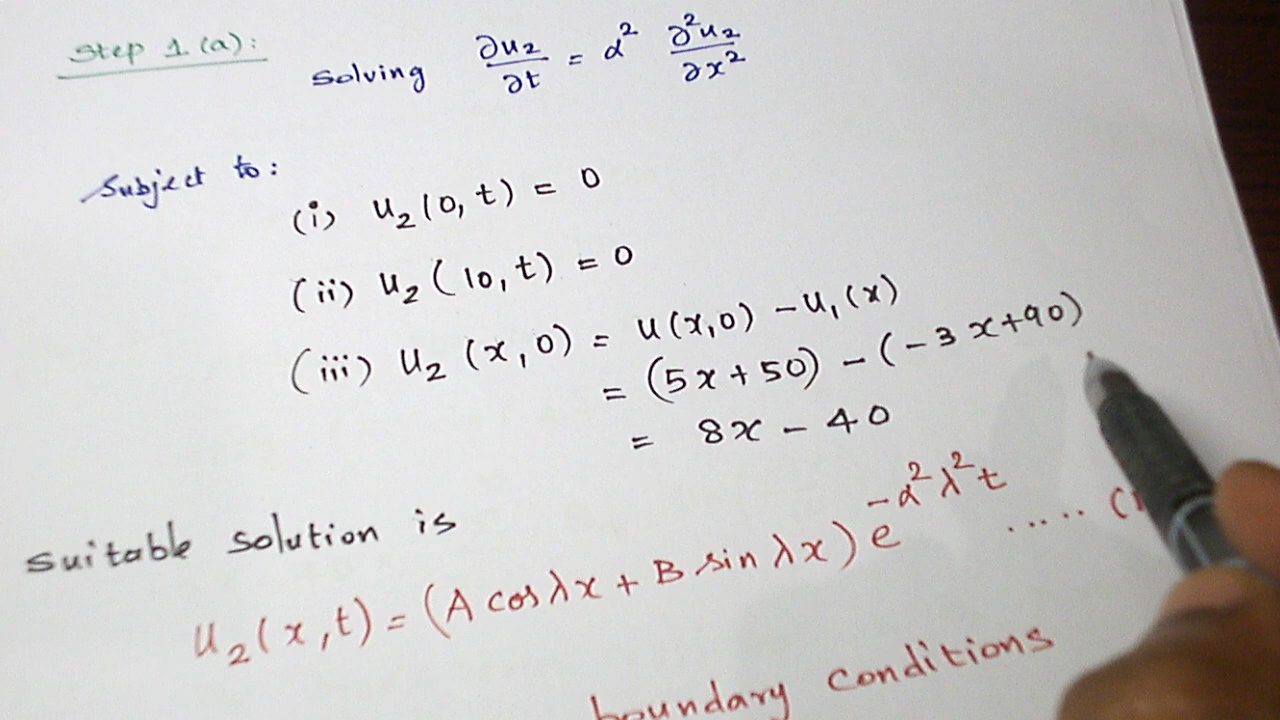 Step 1 (a):
Solving ∂u₂/∂t = α² ∂²u₂/∂x²
Subject to:
(i) u₂(0, t) = 0
(ii) u₂(10, t) = 0
(iii) u₂(x, 0) = u(x, 0) - u₁(x)
= (5x + 50) - (-3x + 90)
= 8x - 40
suitable solution is
u₂(x, t) = (A cos λx + B sin λx) e^(-α²λ²t) ..... (1
boundary conditions